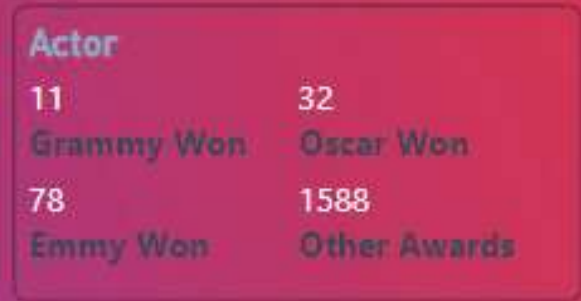 Actor
11 32
Grammy Won Oscar Won
78 1588
Emmy Won Other Awards